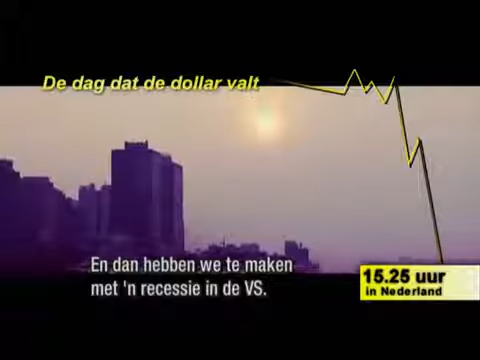 De dag dat de dollar valt
En dan hebben we te maken
met 'n recessie in de VS.
15.25 uur
in Nederland